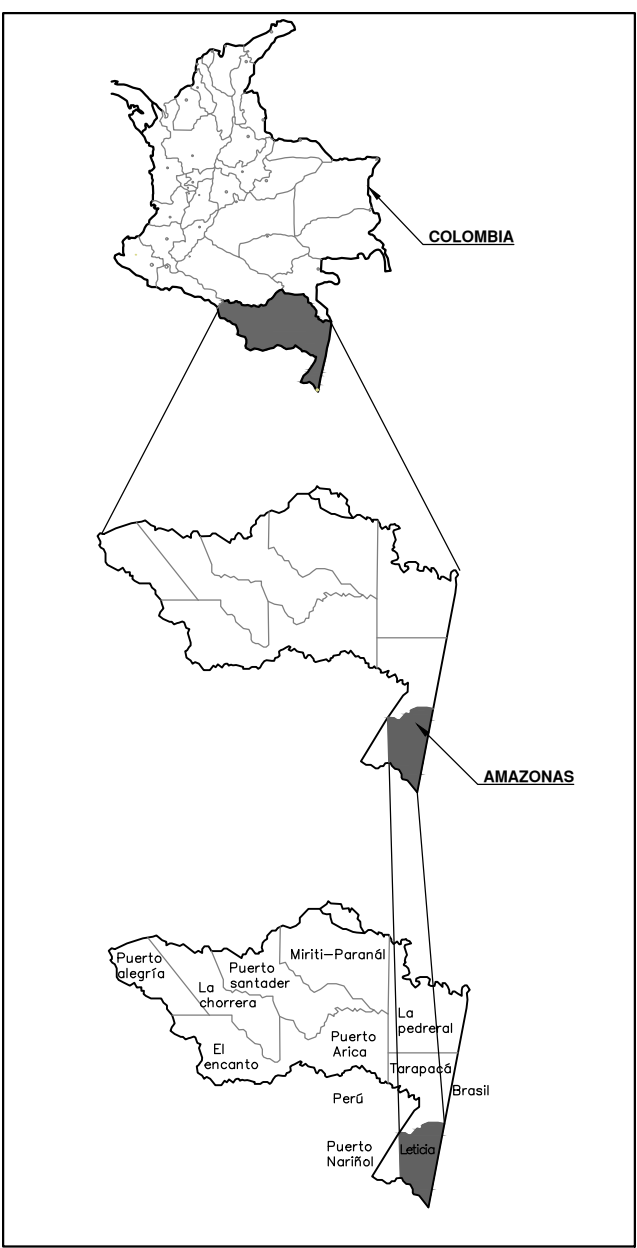 COLOMBIA
AMAZONAS
Puerto
alegría
La
chorrera
Puerto
santader
Miriti–Paranál
El
encanto
Puerto
Arica
La
pedreral
Tarapacá
Perú
Brasil
Puerto
Nariñol
Leticia